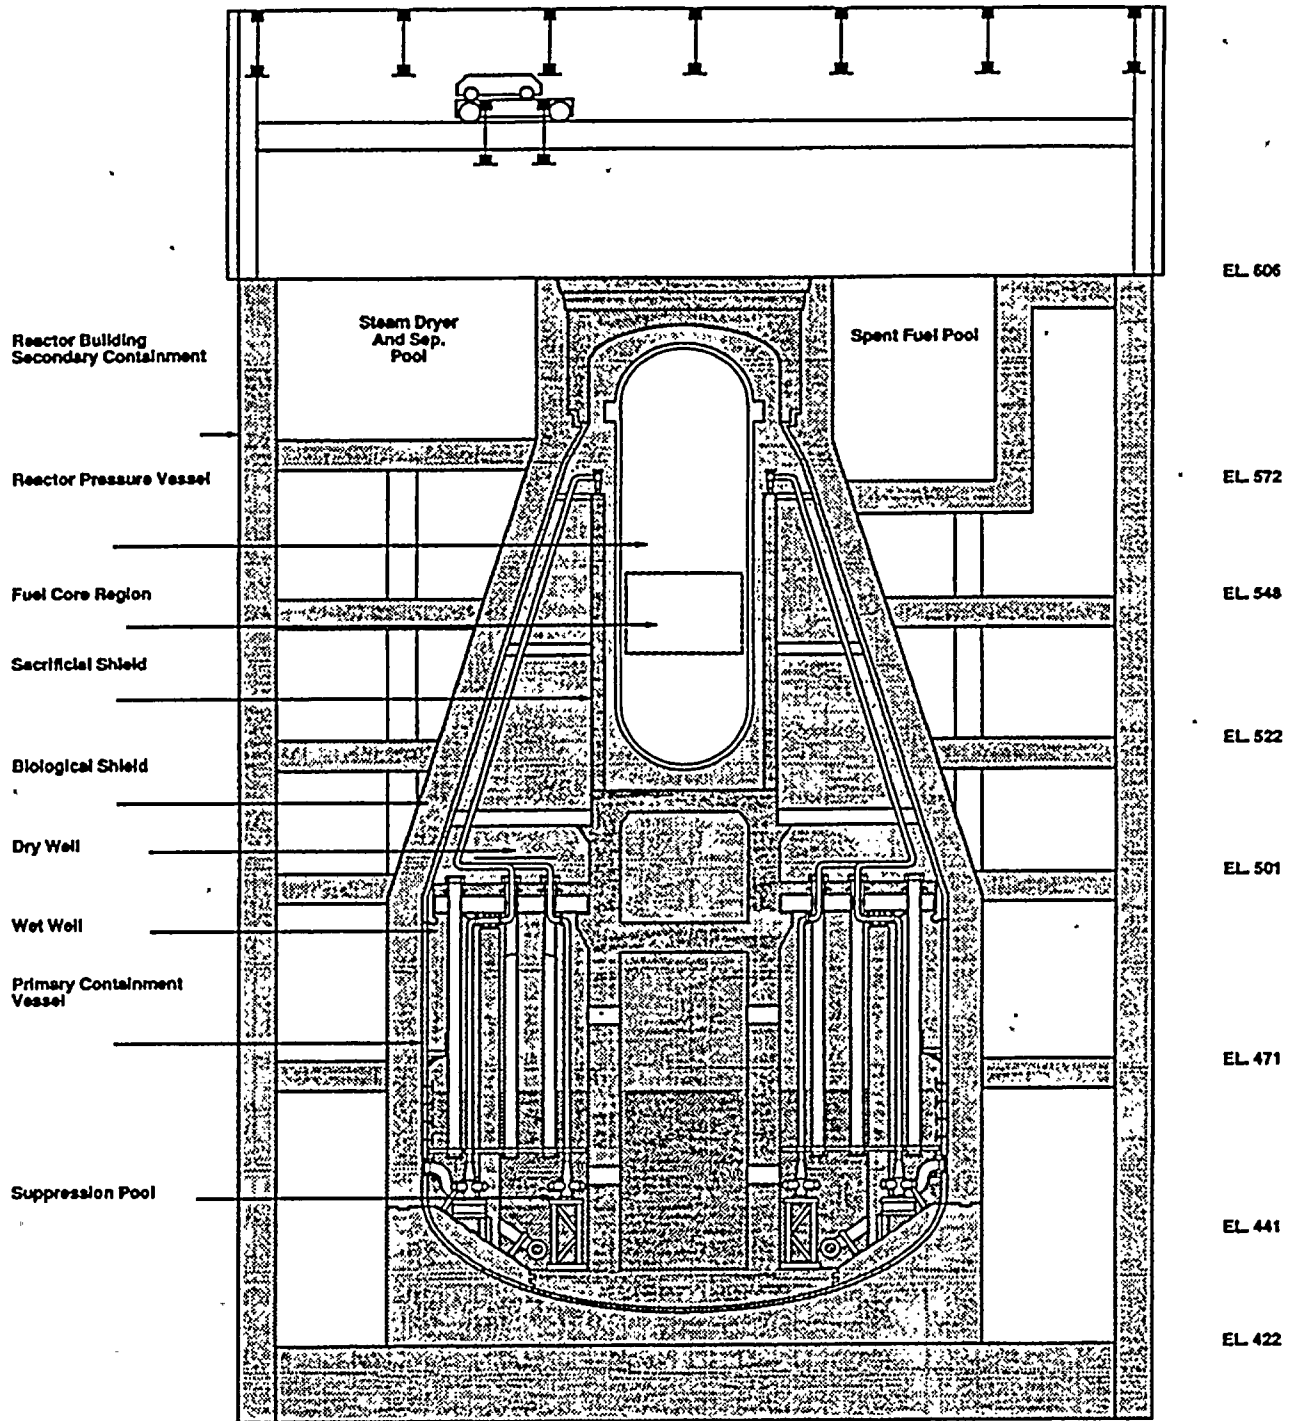 EL. 606
Steam Dryer
And Sep.
Pool
Spent Fuel Pool
Reactor Building
Secondary Containment
Reactor Pressure Vessel
EL. 572
Fuel Core Region
EL. 548
Sacrificial Shield
EL. 522
Biological Shield
Dry Well
EL. 501
Wet Well
Primary Containment
Vessel
EL. 471
Suppression Pool
EL. 441
EL. 422